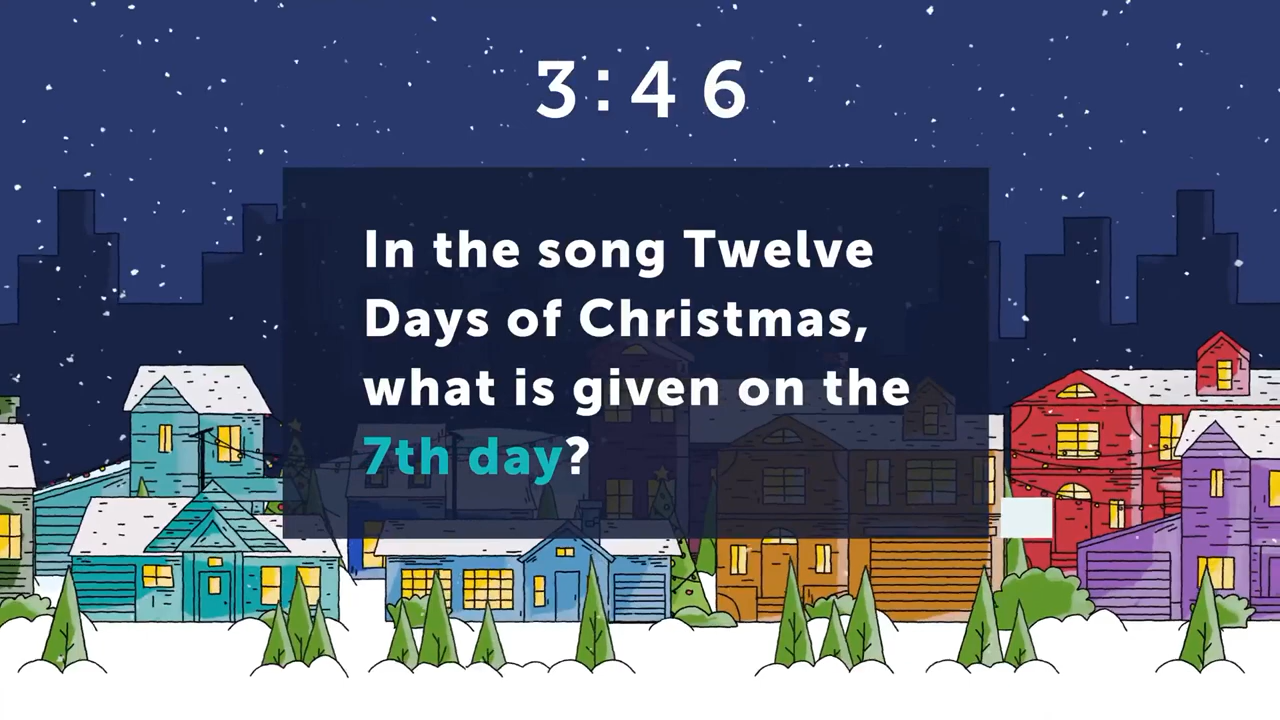 3:46
In the song Twelve
Days of Christmas,
what is given on the
7th day?